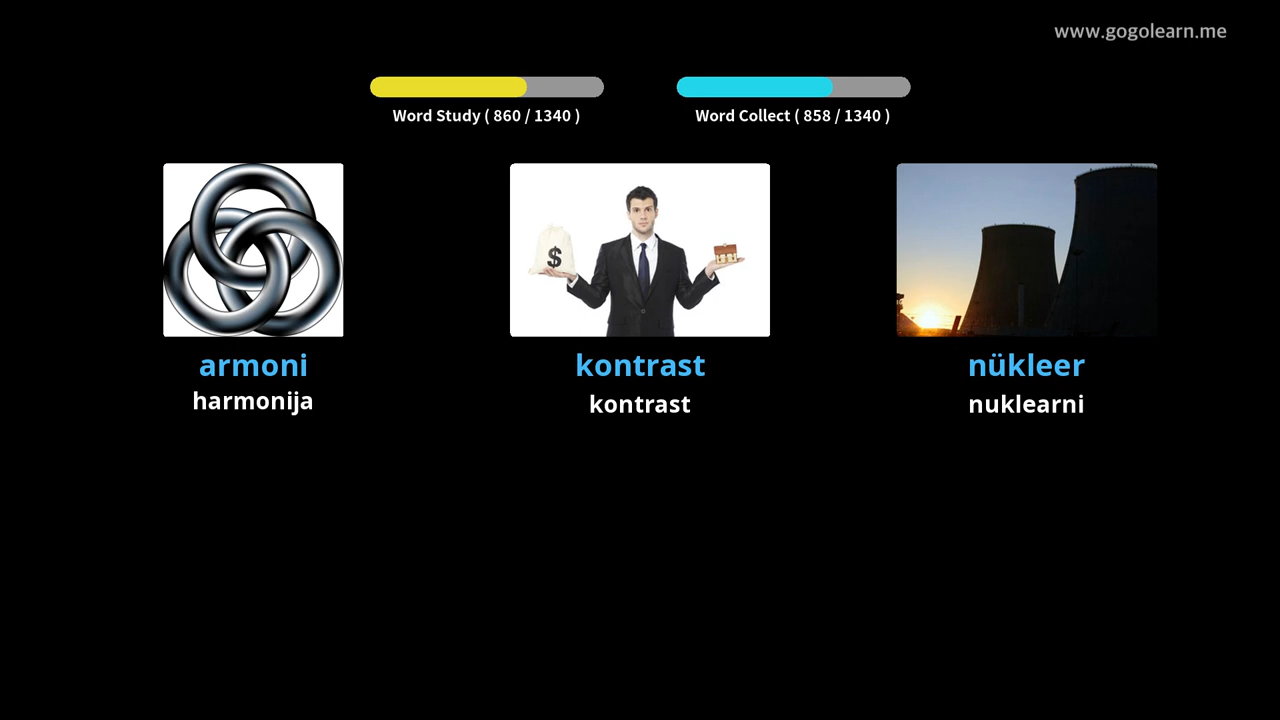 www.gogolearn.me
Word Study ( 860 / 1340 )
Word Collect ( 858 / 1340 )
$
armoni
harmonija
kontrast
kontrast
nükleer
nuklearni